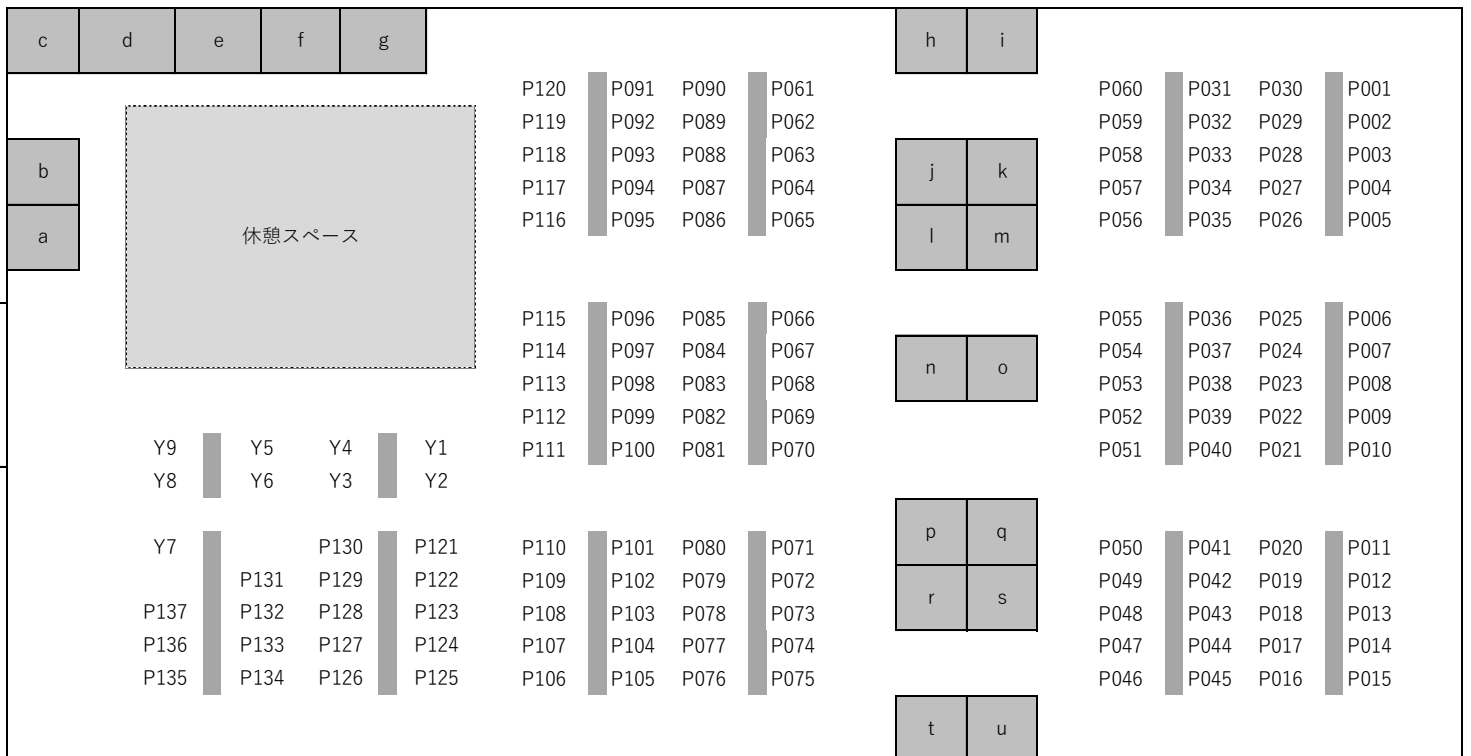 c d e f g h i
P120 P091 P090 P061 P060 P031 P030 P001
P119 P092 P089 P062 P059 P032 P029 P002
P118 P093 P088 P063 P058 P033 P028 P003
b j k
P117 P094 P087 P064 P057 P034 P027 P004
P116 P095 P086 P065 P056 P035 P026 P005
a 休憩スペース l m
P115 P096 P085 P066 P055 P036 P025 P006
P114 P097 P084 P067 P054 P037 P024 P007
n o
P113 P098 P083 P068 P053 P038 P023 P008
P112 P099 P082 P069 P052 P039 P022 P009
Y9 Y5 Y4 Y1 P111 P100 P081 P070 P051 P040 P021 P010
Y8 Y6 Y3 Y2
p q
Y7 P130 P121 P110 P101 P080 P071 P050 P041 P020 P011
P131 P129 P122 P109 P102 P079 P072 P049 P042 P019 P012
r s
P137 P132 P128 P123 P108 P103 P078 P073 P048 P043 P018 P013
P136 P133 P127 P124 P107 P104 P077 P074 P047 P044 P017 P014
P135 P134 P126 P125 P106 P105 P076 P075 P046 P045 P016 P015
t u